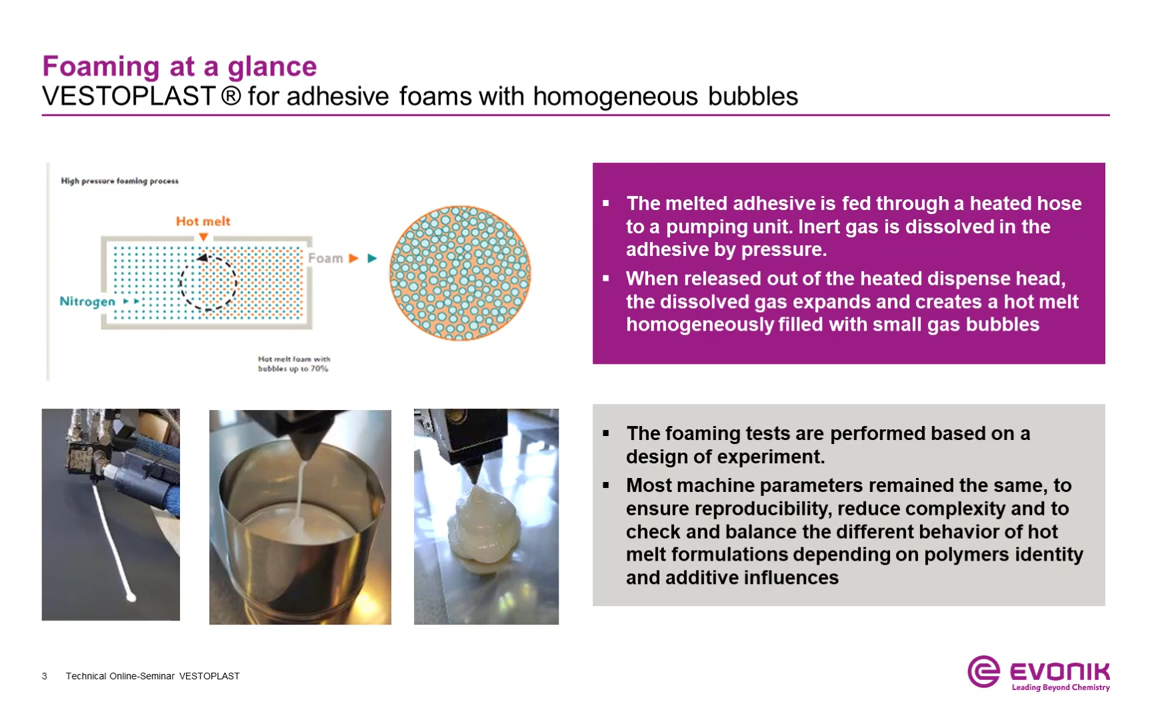 Foaming at a glance
VESTOPLAST ® for adhesive foams with homogeneous bubbles
High pressure foaming process
Hot melt
Foam
Nitrogen
Hot melt foam with
bubbles up to 70%
▪ The melted adhesive is fed through a heated hose
to a pumping unit. Inert gas is dissolved in the
adhesive by pressure.
▪ When released out of the heated dispense head,
the dissolved gas expands and creates a hot melt
homogeneously filled with small gas bubbles
▪ The foaming tests are performed based on a
design of experiment.
▪ Most machine parameters remained the same, to
ensure reproducibility, reduce complexity and to
check and balance the different behavior of hot
melt formulations depending on polymers identity
and additive influences
3 Technical Online-Seminar VESTOPLAST
EVONIK
Leading Beyond Chemistry